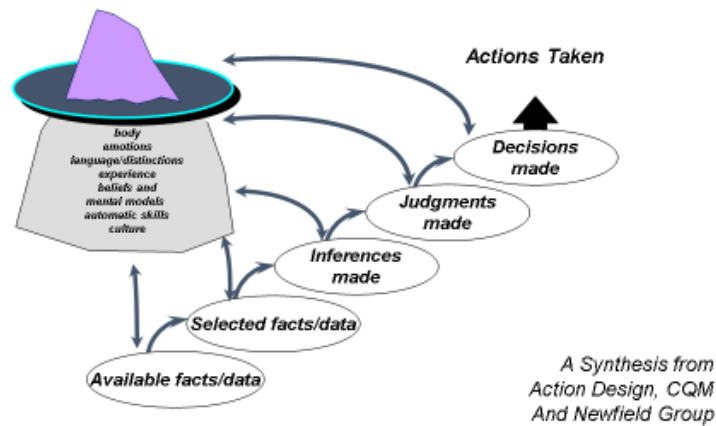 Actions Taken
body
emotions
language/distinctions
experience
beliefs and
mental models
automatic skills
culture
Decisions
made
Judgments
made
Inferences
made
Selected facts/data
Available facts/data
A Synthesis from
Action Design, CQM
And Newfield Group